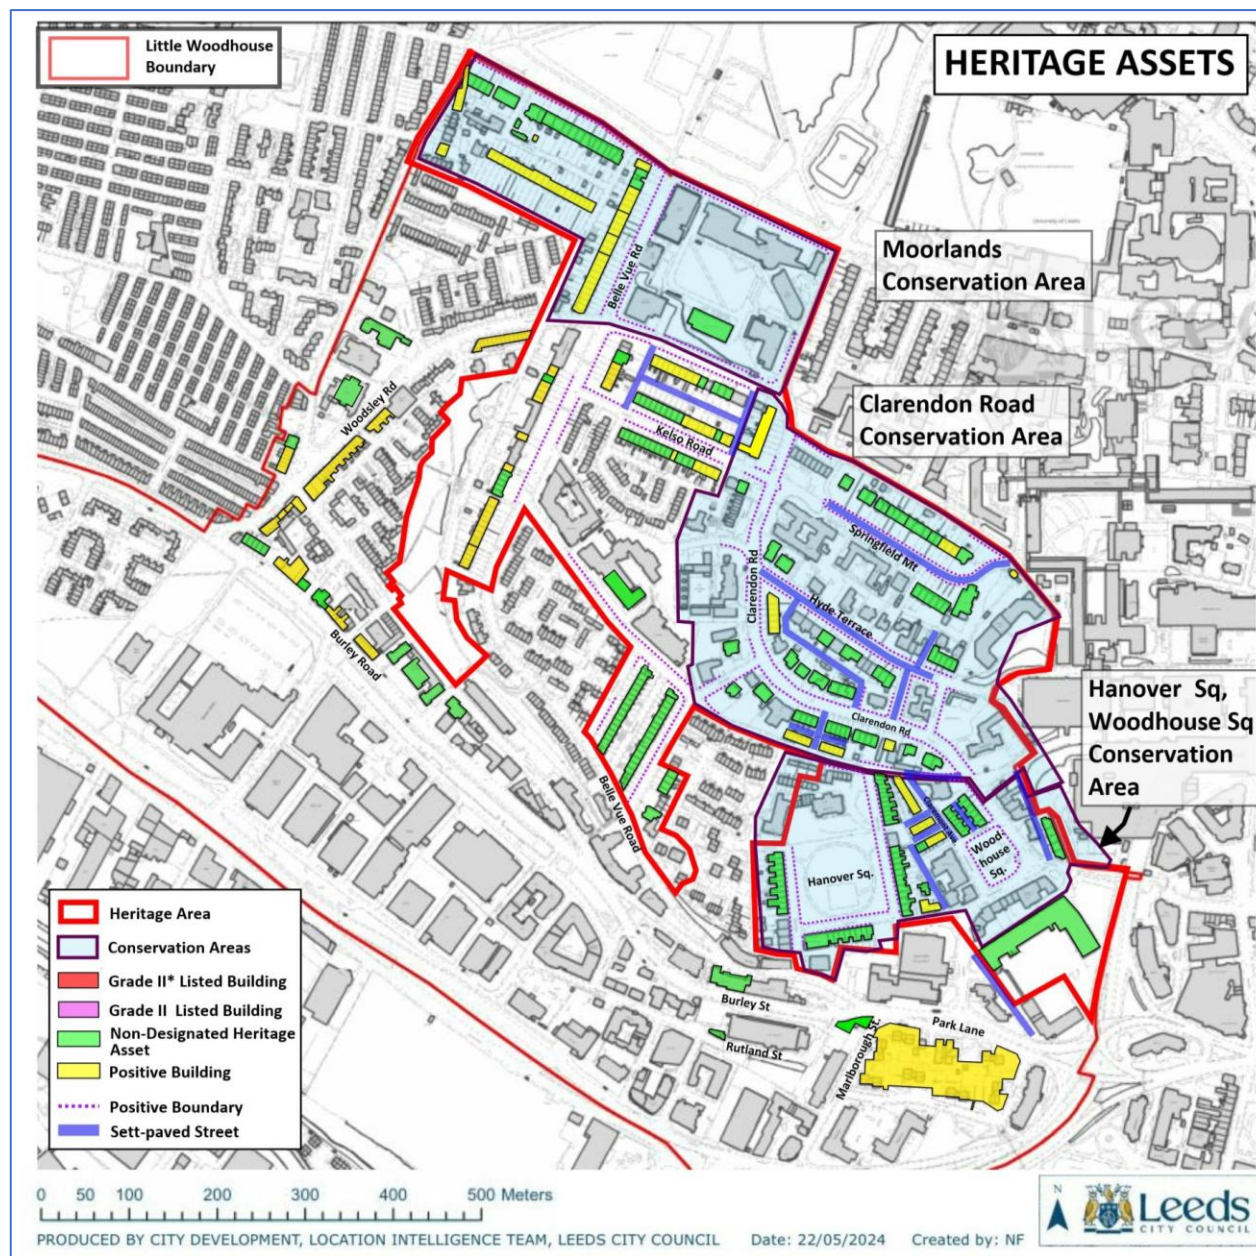 Little Woodhouse
Boundary
HERITAGE ASSETS
Moorlands
Conservation Area
Clarendon Road
Conservation Area
Hanover Sq,
Woodhouse Sq
Conservation
Area
Belle Vue Rd
Woodsley Rd
Kelso Road
Springfield Mt.
Clarendon Rd
Hyde Terrace
Burley Road
Clarendon Rd
Belle Vue Road
Hanover Sq.
Wood-
house
Sq.
Burley St
Rutland St
Marlborough St.
Park Lane
Heritage Area
Conservation Areas
Grade II* Listed Building
Grade II Listed Building
Non-Designated Heritage
Asset
Positive Building
Positive Boundary
Sett-paved Street
0 50 100 200 300 400 500 Meters
N
Leeds
CITY COUNCIL
PRODUCED BY CITY DEVELOPMENT, LOCATION INTELLIGENCE TEAM, LEEDS CITY COUNCIL Date: 22/05/2024 Created by: NF